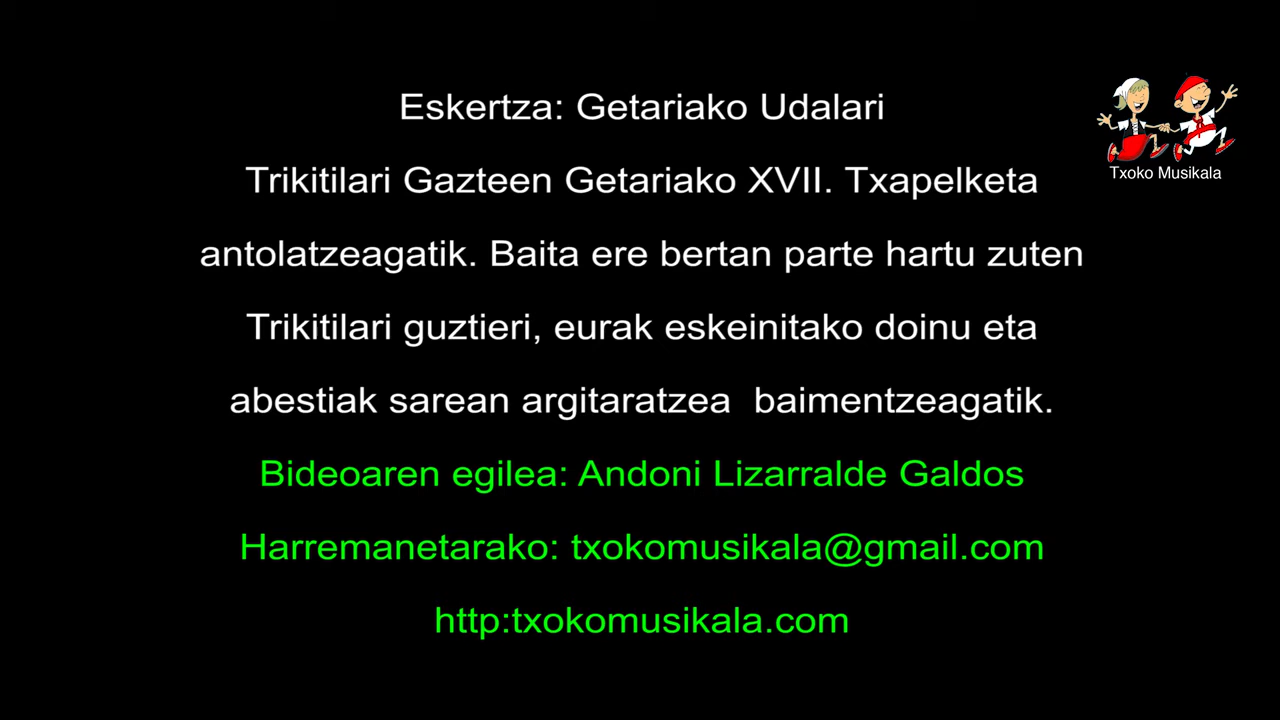 Eskertza: Getariako Udalari
Trikitilari Gazteen Getariako XVII. Txapelketa
antolatzeagatik. Baita ere bertan parte hartu zuten
Trikitilari guztieri, eurak eskeinitako doinu eta
abestiak sarean argitaratzea  baimentzeagatik.
Bideoaren egilea: Andoni Lizarralde Galdos
Harremanetarako: txokomusikala@gmail.com
http:txokomusikala.com
Txoko Musikala